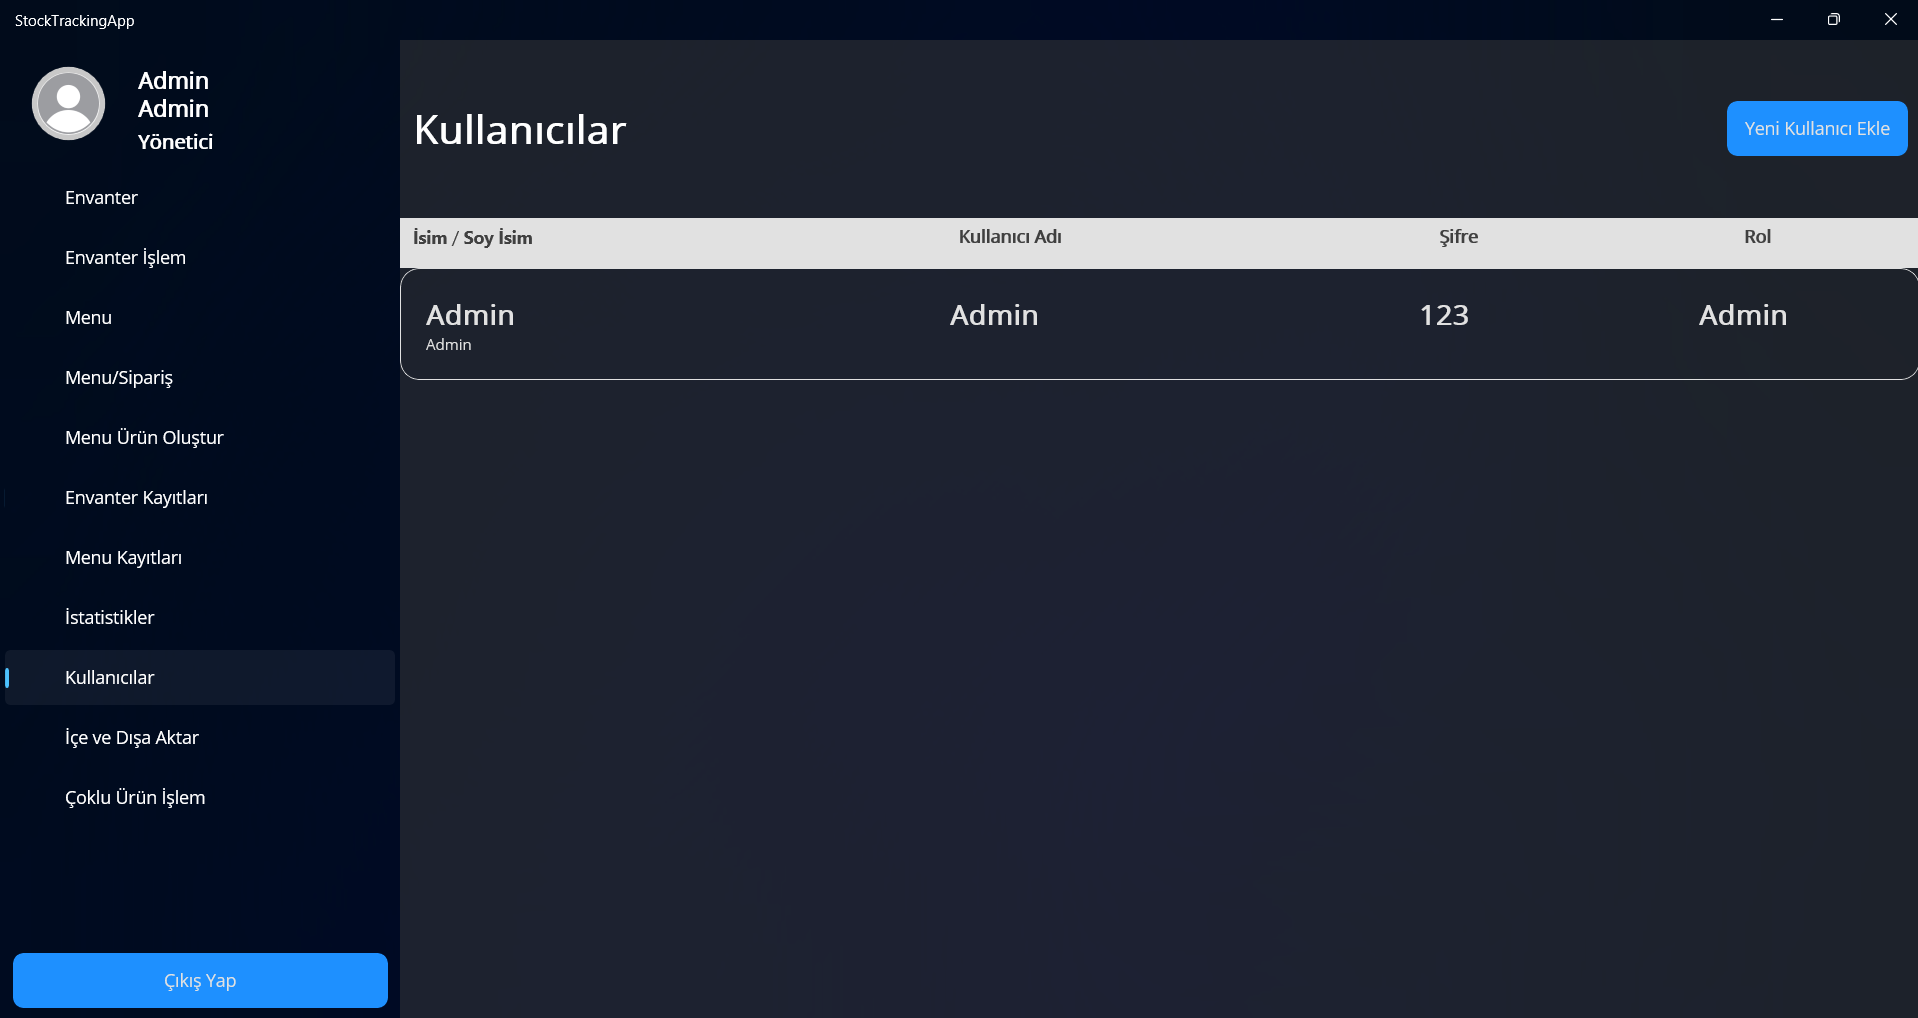 StockTrackingApp
Admin
Admin
Yönetici
Envanter
Envanter İşlem
Menu
Menu/Sipariş
Menu Ürün Oluştur
Envanter Kayıtları
Menu Kayıtları
İstatistikler
Kullanıcılar
İçe ve Dışa Aktar
Çoklu Ürün İşlem
Çıkış Yap
Kullanıcılar
Yeni Kullanıcı Ekle
İsim / Soy İsim Kullanıcı Adı Şifre Rol
Admin Admin 123 Admin
Admin